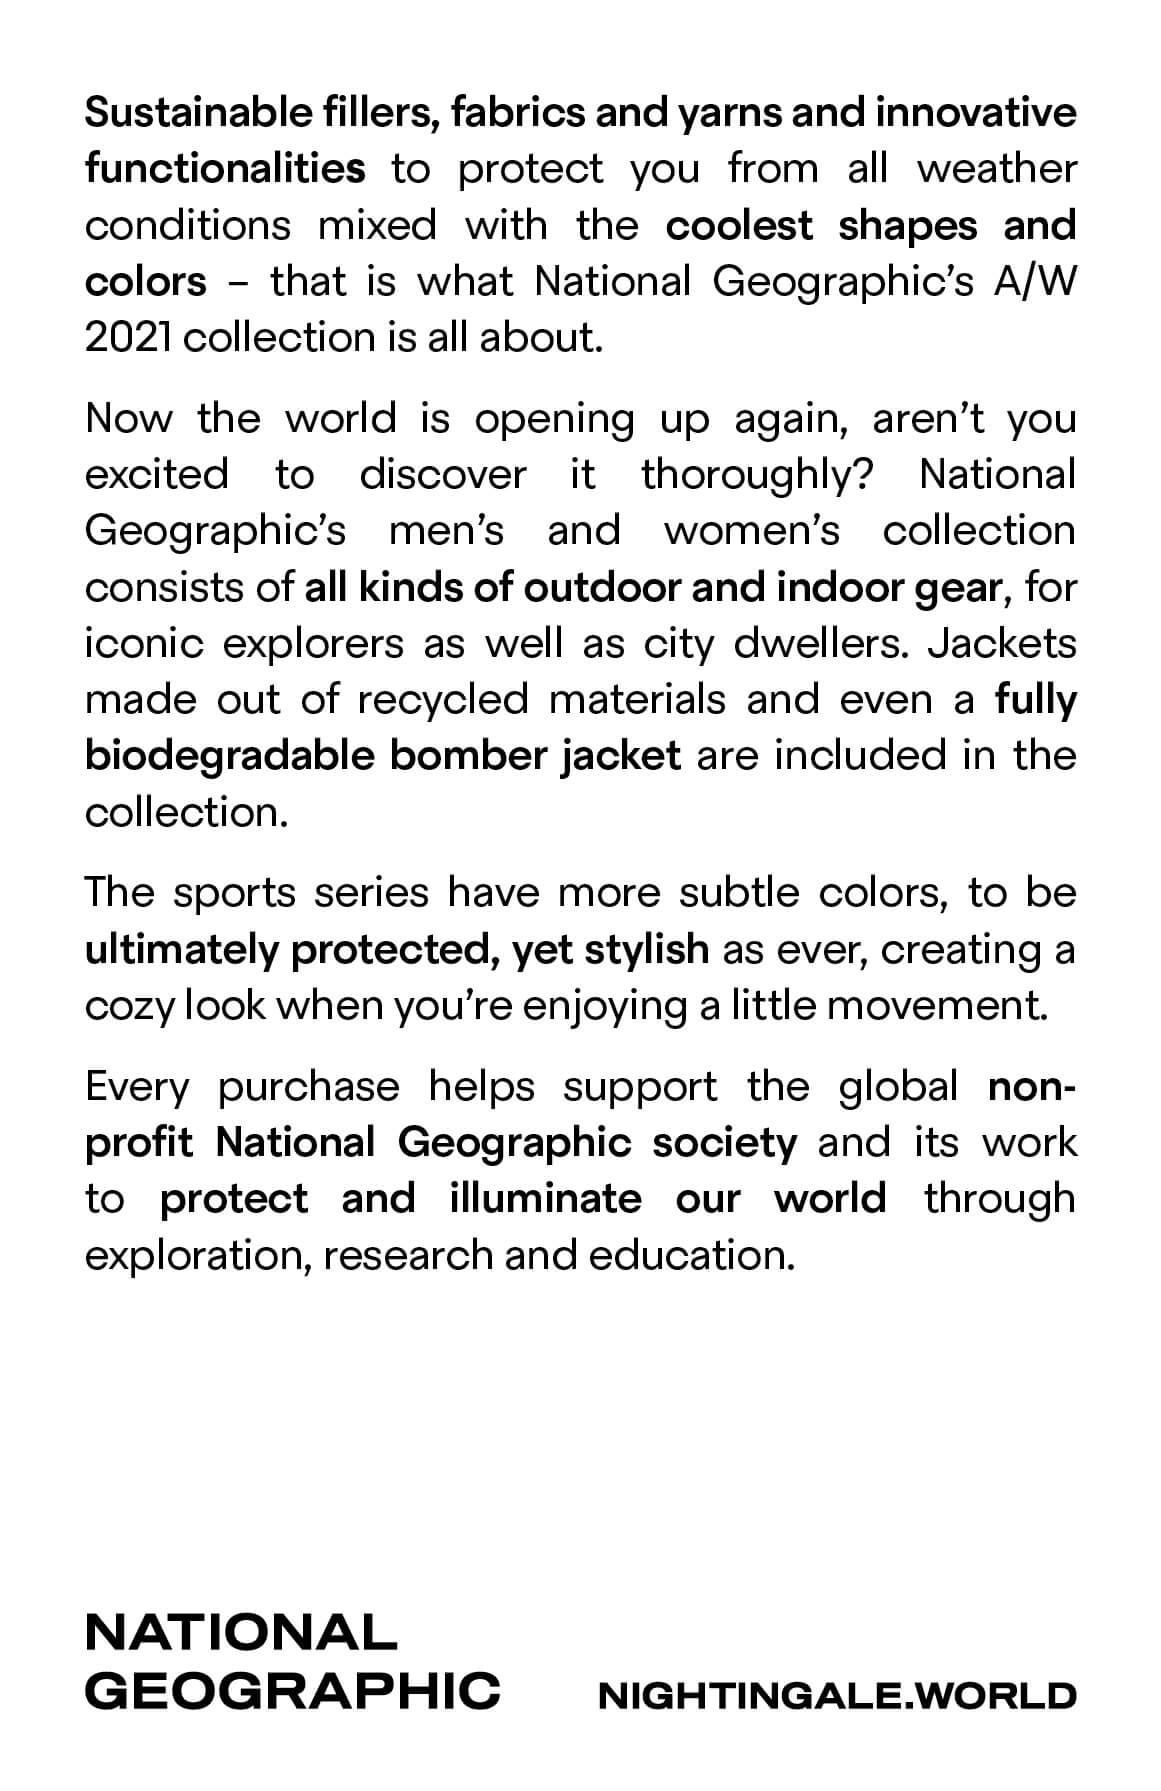 Sustainable fillers, fabrics and yarns and innovative
functionalities to protect you from all weather
conditions mixed with the coolest shapes and
colors – that is what National Geographic’s A/W
2021 collection is all about.
Now the world is opening up again, aren’t you
excited to discover it thoroughly? National
Geographic’s men’s and women’s collection
consists of all kinds of outdoor and indoor gear, for
iconic explorers as well as city dwellers. Jackets
made out of recycled materials and even a fully
biodegradable bomber jacket are included in the
collection.
The sports series have more subtle colors, to be
ultimately protected, yet stylish as ever, creating a
cozy look when you’re enjoying a little movement.
Every purchase helps support the global non-
profit National Geographic society and its work
to protect and illuminate our world through
exploration, research and education.
NATIONAL
GEOGRAPHIC
NIGHTINGALE.WORLD